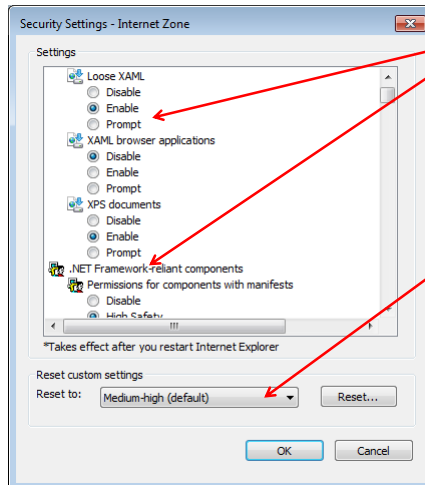 Security Settings - Internet Zone
Settings
Loose XAML
Disable
Enable
Prompt
XAML browser applications
Disable
Enable
Prompt
XPS documents
Disable
Enable
Prompt
.NET Framework-reliant components
Permissions for components with manifests
Disable
High Safety
*Takes effect after you restart Internet Explorer
Reset custom settings
Reset to: Medium-high (default) Reset...
OK Cancel